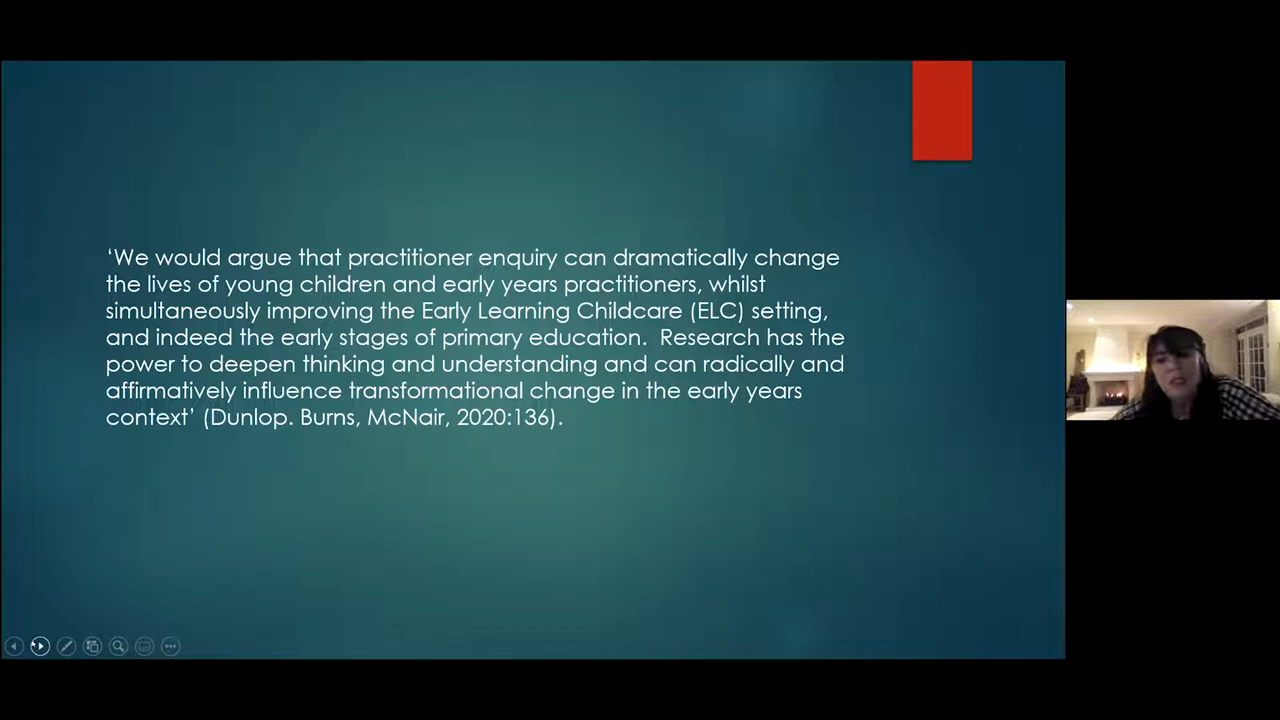 ‘We would argue that practitioner enquiry can dramatically change
the lives of young children and early years practitioners, whilst
simultaneously improving the Early Learning Childcare (ELC) setting,
and indeed the early stages of primary education.  Research has the
power to deepen thinking and understanding and can radically and
affirmatively influence transformational change in the early years
context’ (Dunlop. Burns, McNair, 2020:136).